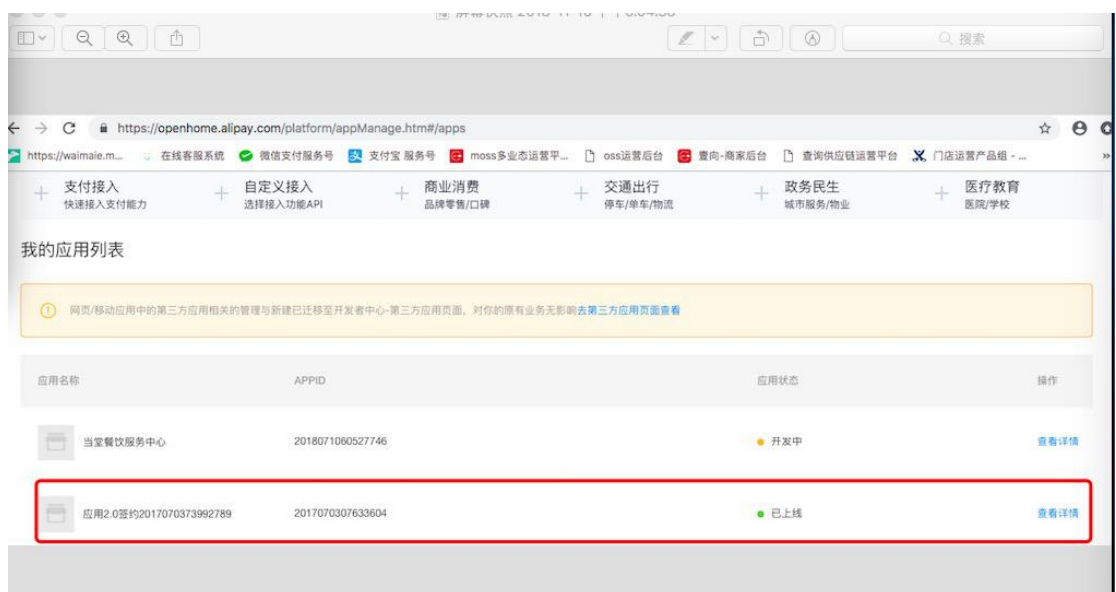 搜索
https://openhome.alipay.com/platform/appManage.htm#/apps
https://waimaie.m... 在线客服系统 微信支付服务号 支付宝 服务号 moss多业态运营平... oss运营后台 壹向-商家后台 查询供应链运营平台 门店运营产品组 - ... »
支付接入 自定义接入 商业消费 交通出行 政务民生 医疗教育
快速接入支付能力 选择接入功能API 品牌零售/口碑 停车/单车/物流 城市服务/物业 医院/学校
我的应用列表
网页/移动应用中的第三方应用相关的管理与新建已迁移至开发者中心-第三方应用页面，对你的原有业务无影响去第三方应用页面查看
应用名称 APPID 应用状态 操作
当堂餐饮服务中心 2018071060527746 开发中 查看详情
应用2.0签约2017070373992789 2017070307633604 已上线 查看详情